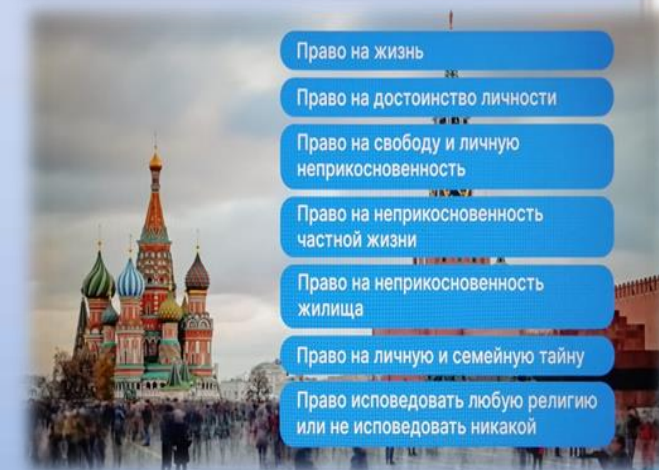 Право на жизнь
Право на достоинство личности
Право на свободу и личную
неприкосновенность
Право на неприкосновенность
частной жизни
Право на неприкосновенность
жилища
Право на личную и семейную тайну
Право исповедовать любую религию
или не исповедовать никакой